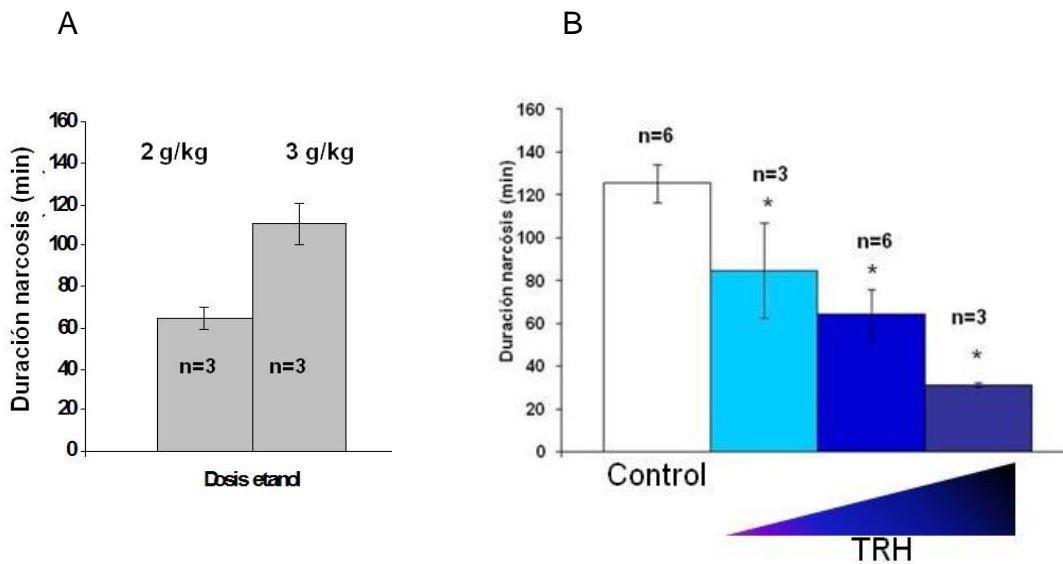 A
B
Duración narcosis (min)
160
140
120
100
80
60
40
20
0
2 g/kg
3 g/kg
n=3
n=3
Dosis etanol
Duración narcósis (min)
160
140
120
100
80
60
40
20
0
n=6
n=3
*
n=6
*
n=3
*
Control
TRH